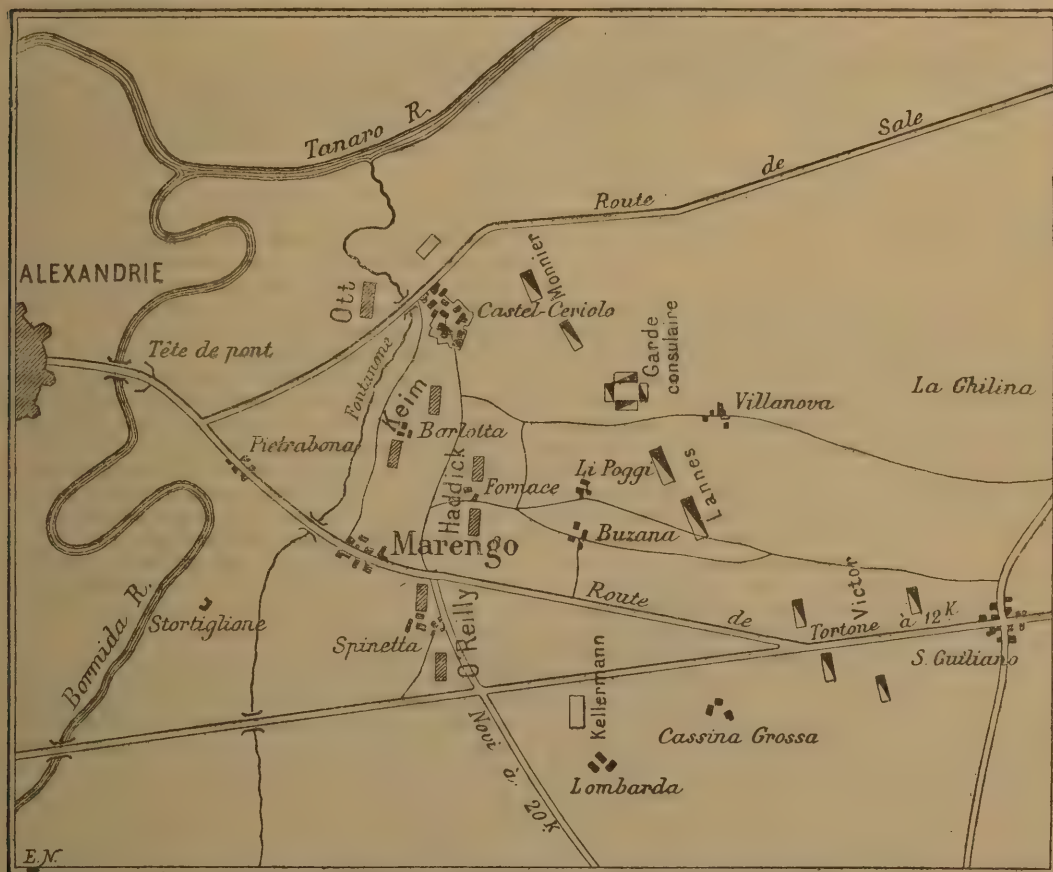 Tanaro R.
Route de Sale
ALEXANDRIE
Monnier
Ott
Castel-Ceriolo
Tête de pont
Garde
consulaire
Fontanone
La Ghilina
Keim
Villanova
Barlotta
Pietrabona
Haddick
Li Poggi
Lannes
Fornace
Marengo
Buzana
Bormida R.
Stortiglione
Victor
Route de Tortone à 12 K.
Spinetta
O'Reilly
S. Guiliano
Kellermann
Cassina Grossa
Novi à 20 K
Lombarda
E.N.